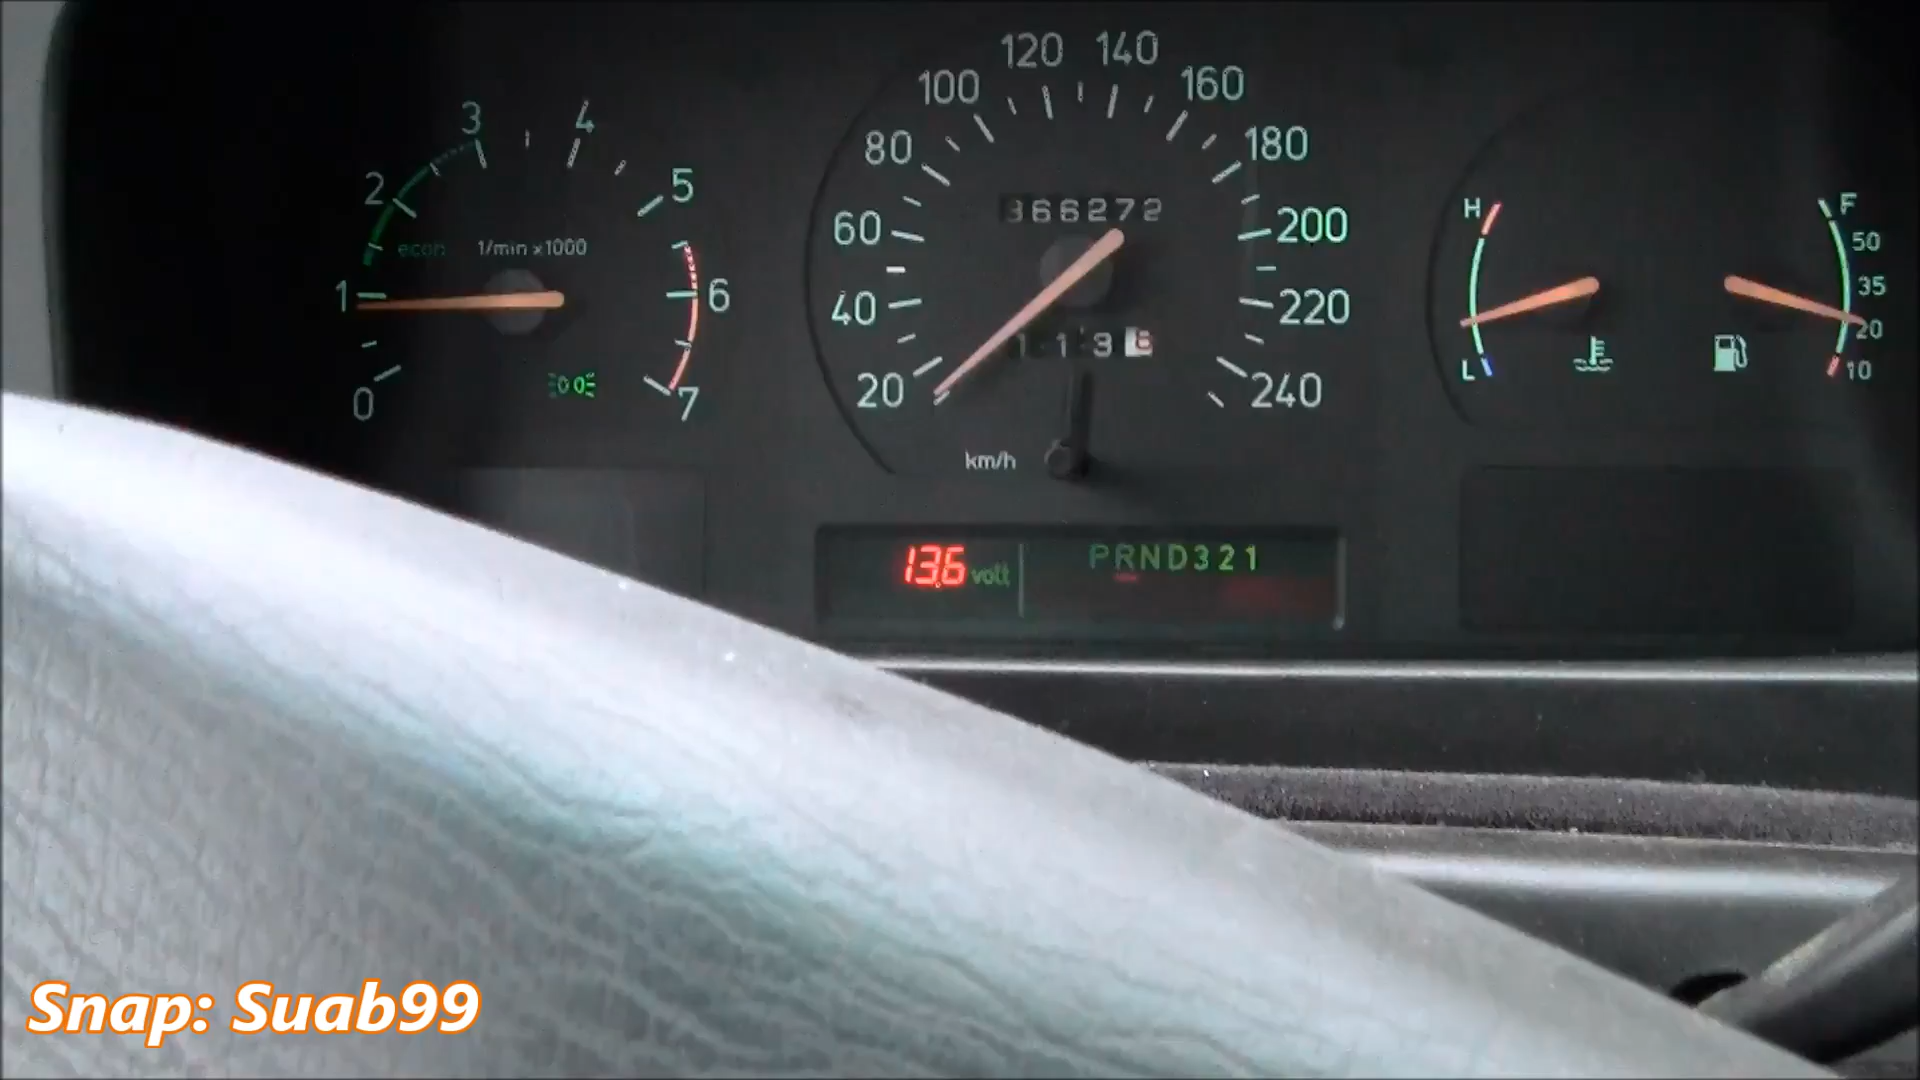 120 140
100 160
3 4
80 180
2 5
366272
H F
60 200
50
econ 1/min x1000
35
1 6
40 220
20
113
L 10
20 240
0 7
km/h
13.6 volt PRND321
Snap: Suab99